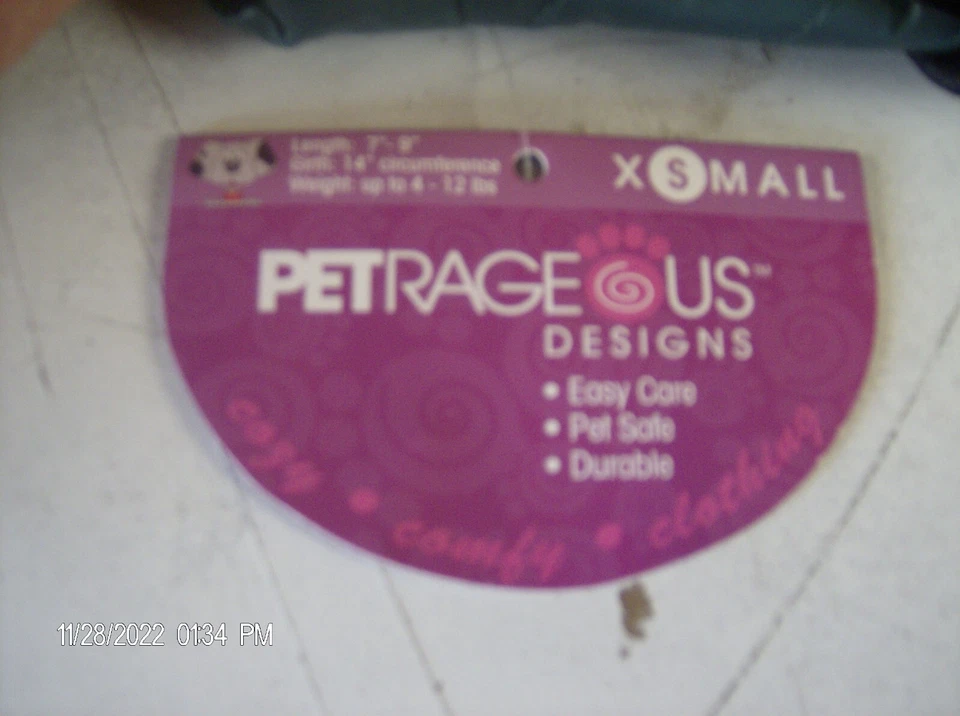 Length: 7"- 9"
Girth: 14" circumference
Weight: up to 4 - 12 lbs
X SMALL
PETRAGEOUS™
DESIGNS
• Easy Care
• Pet Safe
• Durable
cozy • comfy • clothing
11/28/2022 01:34 PM